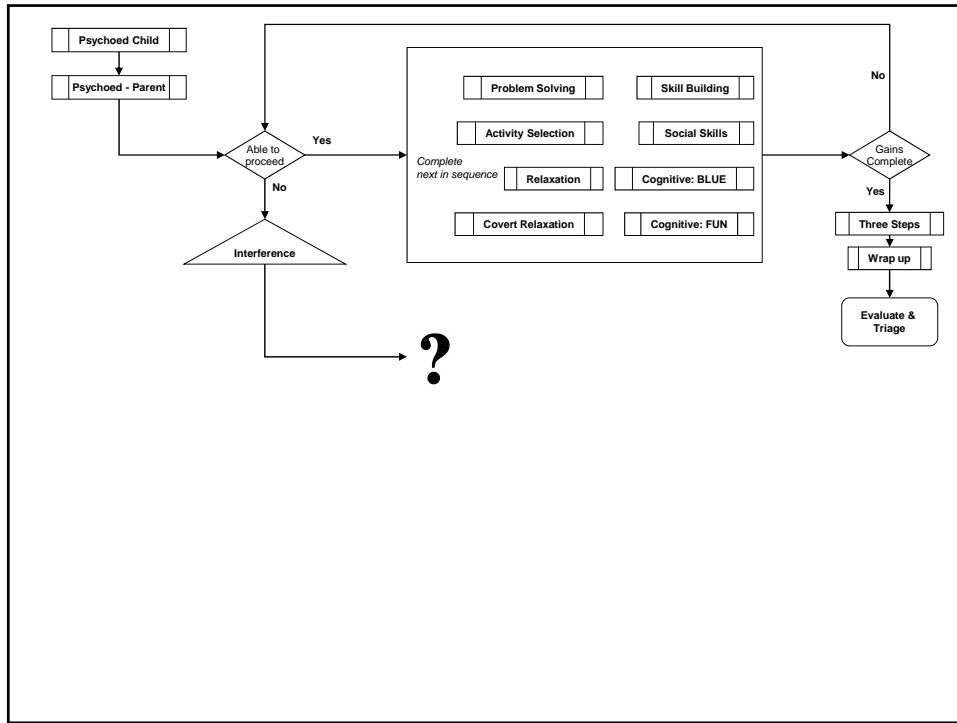 Psychoed Child
Psychoed - Parent
Able to
proceed
Yes
No
Interference
?
Complete
next in sequence
Problem Solving
Activity Selection
Relaxation
Covert Relaxation
Skill Building
Social Skills
Cognitive: BLUE
Cognitive: FUN
No
Gains
Complete
Yes
Three Steps
Wrap up
Evaluate &
Triage